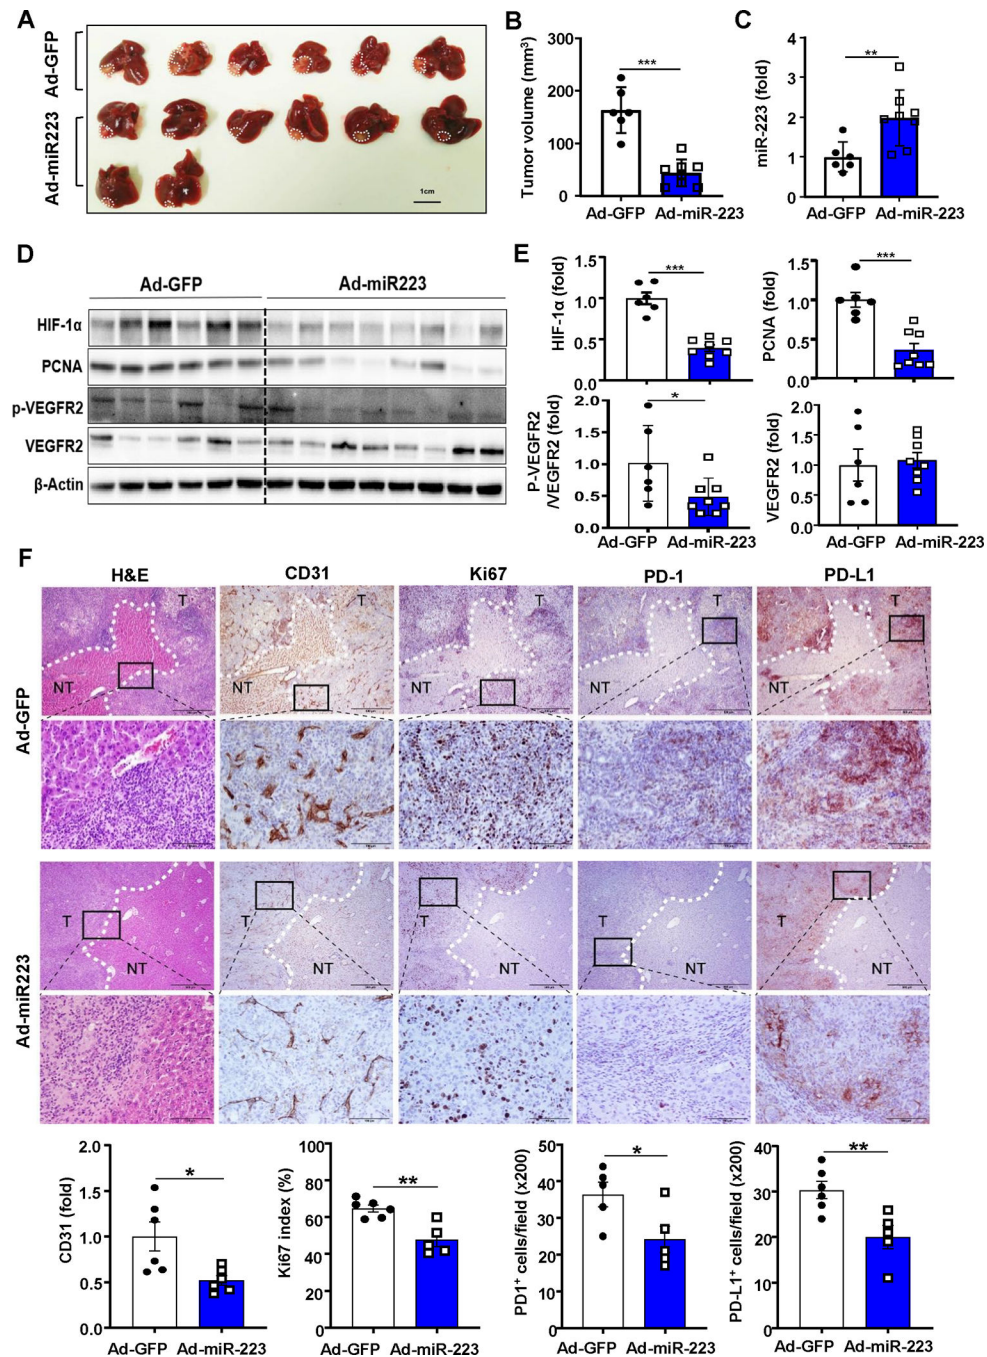 A
Ad-GFP
Ad-miR223
1cm
B
Tumor volume (mm³)
300
200
100
0
***
Ad-GFP Ad-miR-223
C
miR-223 (fold)
4
3
2
1
0
**
Ad-GFP Ad-miR-223
D
Ad-GFP Ad-miR223
HIF-1α
PCNA
p-VEGFR2
VEGFR2
β-Actin
E
HIF-1α (fold)
1.5
1.0
0.5
0.0
***
PCNA (fold)
1.5
1.0
0.5
0.0
***
P-VEGFR2
/VEGFR2 (fold)
2.0
1.5
1.0
0.5
0.0
*
Ad-GFP Ad-miR-223
VEGFR2 (fold)
2.0
1.5
1.0
0.5
0.0
Ad-GFP Ad-miR-223
F
H&E CD31 Ki67 PD-1 PD-L1
Ad-GFP
T T T T T
NT NT NT NT NT
Ad-miR223
T T T T T
NT NT NT NT NT
CD31 (fold)
2.0
1.5
1.0
0.5
0.0
*
Ad-GFP Ad-miR-223
Ki67 index (%)
100
80
60
40
20
0
**
Ad-GFP Ad-miR-223
PD1⁺ cells/field (x200)
50
40
30
20
10
0
*
Ad-GFP Ad-miR-223
PD-L1⁺ cells/field (x200)
40
30
20
10
0
**
Ad-GFP Ad-miR-223